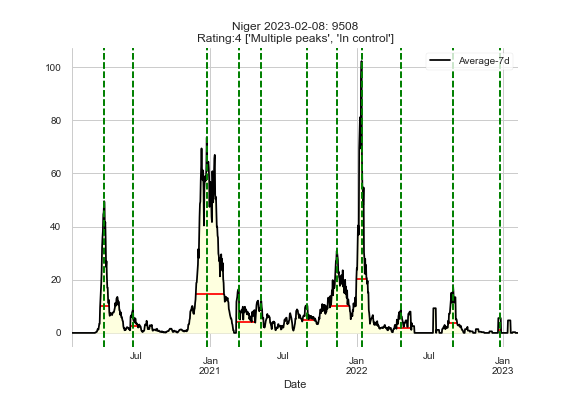 Niger 2023-02-08: 9508
Rating:4 ['Multiple peaks', 'In control']
Average-7d
100
80
60
40
20
0
Jul
Jan
2021
Jul
Jan
2022
Jul
Jan
2023
Date